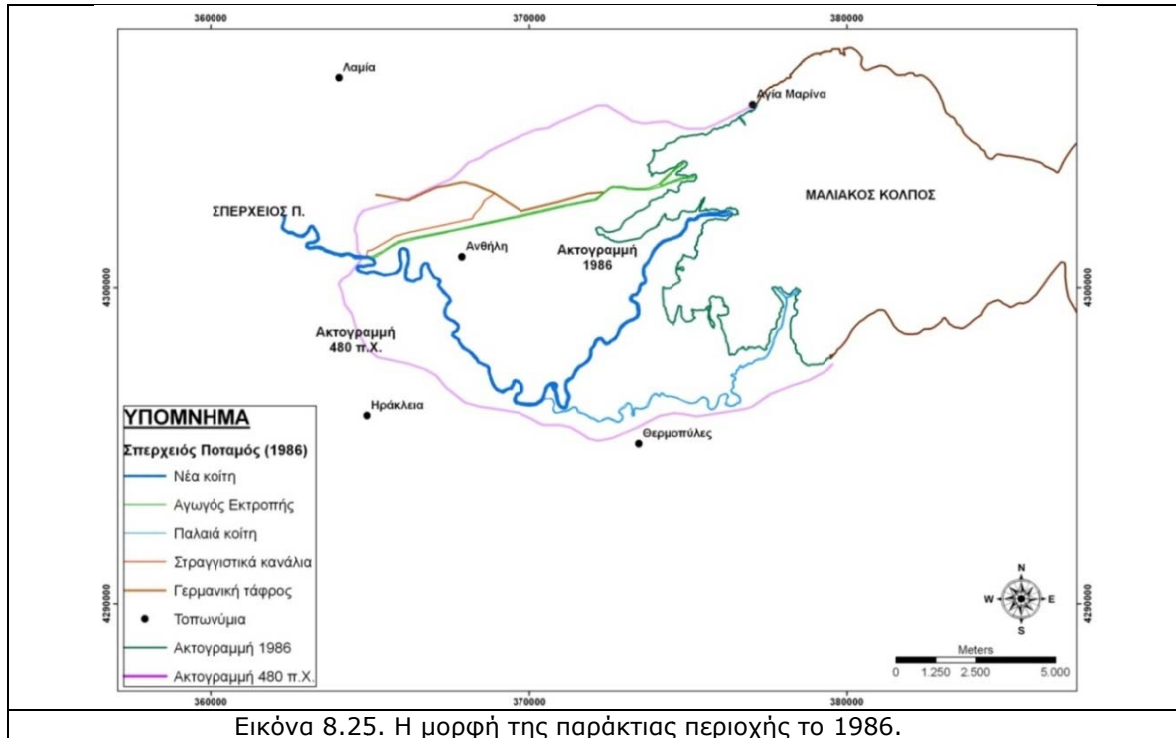 360000 370000 380000
Λαμία
Αγία Μαρίνα
ΜΑΛΙΑΚΟΣ ΚΟΛΠΟΣ
ΣΠΕΡΧΕΙΟΣ Π.
Ανθήλη
Ακτογραμμή
1986
4300000 4300000
Ακτογραμμή
480 π.Χ.
Ηράκλεια
Θερμοπύλες
ΥΠΟΜΝΗΜΑ
Σπερχειός Ποταμός (1986)
Νέα κοίτη
Αγωγός Εκτροπής
Παλαιά κοίτη
Στραγγιστικά κανάλια
Γερμανική τάφρος
Τοπωνύμια
Ακτογραμμή 1986
Ακτογραμμή 480 π.Χ.
N
W E
S
4290000 4290000
Meters
0 1.250 2.500 5.000
360000 370000 380000
Εικόνα 8.25. Η μορφή της παράκτιας περιοχής το 1986.